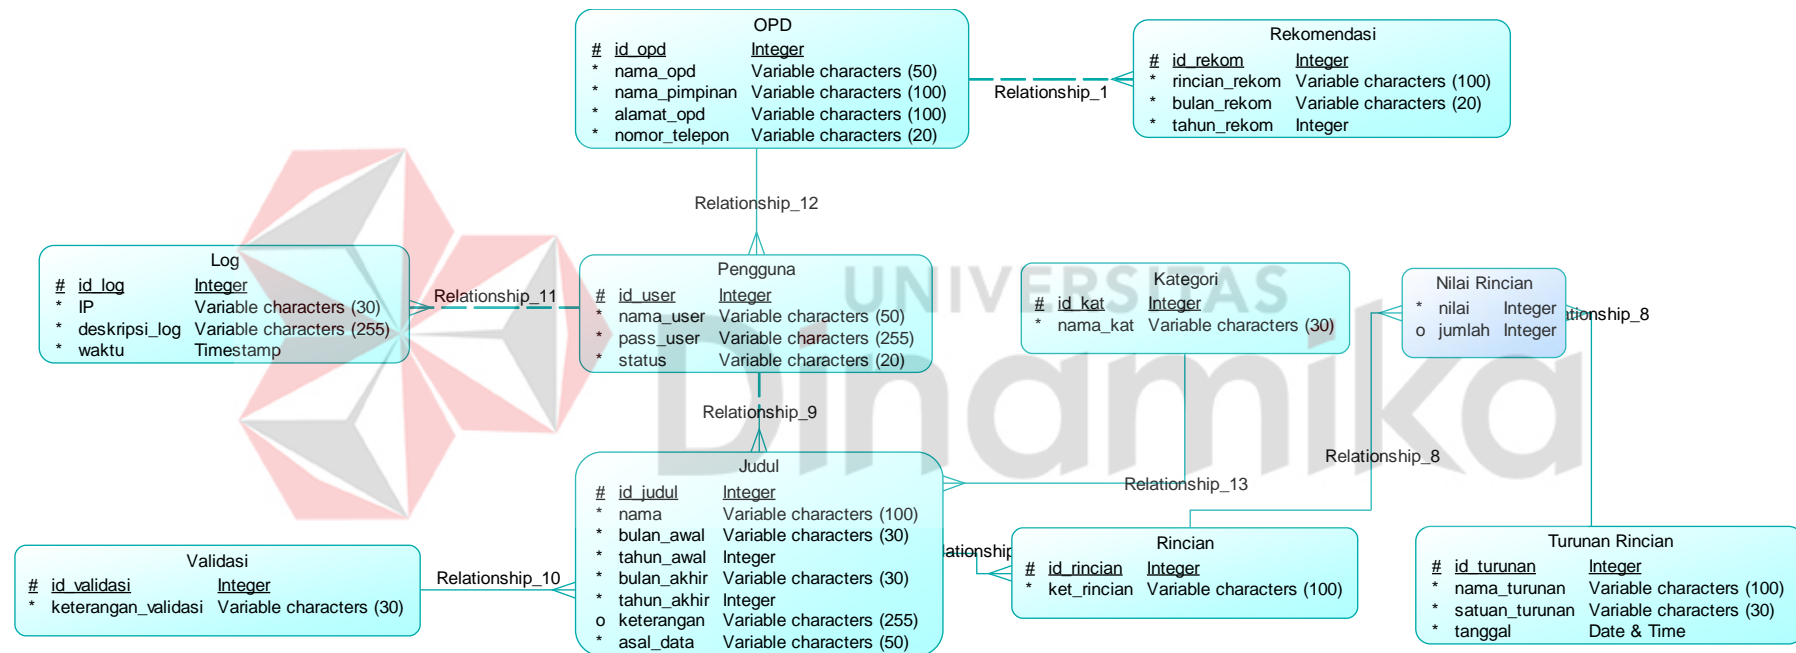 OPD
# id_opd Integer
* nama_opd Variable characters (50)
* nama_pimpinan Variable characters (100)
* alamat_opd Variable characters (100)
* nomor_telepon Variable characters (20)
Rekomendasi
# id_rekom Integer
* rincian_rekom Variable characters (100)
* bulan_rekom Variable characters (20)
* tahun_rekom Integer
Relationship_1
Relationship_12
Log
# id_log Integer
* IP Variable characters (30)
* deskripsi_log Variable characters (255)
* waktu Timestamp
Relationship_11
Pengguna
# id_user Integer
* nama_user Variable characters (50)
* pass_user Variable characters (255)
* status Variable characters (20)
UNIVERSITAS
Dinamika
Kategori
# id_kat Integer
* nama_kat Variable characters (30)
Nilai Rincian
* nilai Integer
o jumlah Integer
ationship_8
Relationship_9
Relationship_8
Relationship_13
Judul
# id_judul Integer
* nama Variable characters (100)
* bulan_awal Variable characters (30)
* tahun_awal Integer
* bulan_akhir Variable characters (30)
* tahun_akhir Integer
o keterangan Variable characters (255)
* asal_data Variable characters (50)
Validasi
# id_validasi Integer
* keterangan_validasi Variable characters (30)
Relationship_10
lationship
Rincian
# id_rincian Integer
* ket_rincian Variable characters (100)
Turunan Rincian
# id_turunan Integer
* nama_turunan Variable characters (100)
* satuan_turunan Variable characters (30)
* tanggal Date & Time